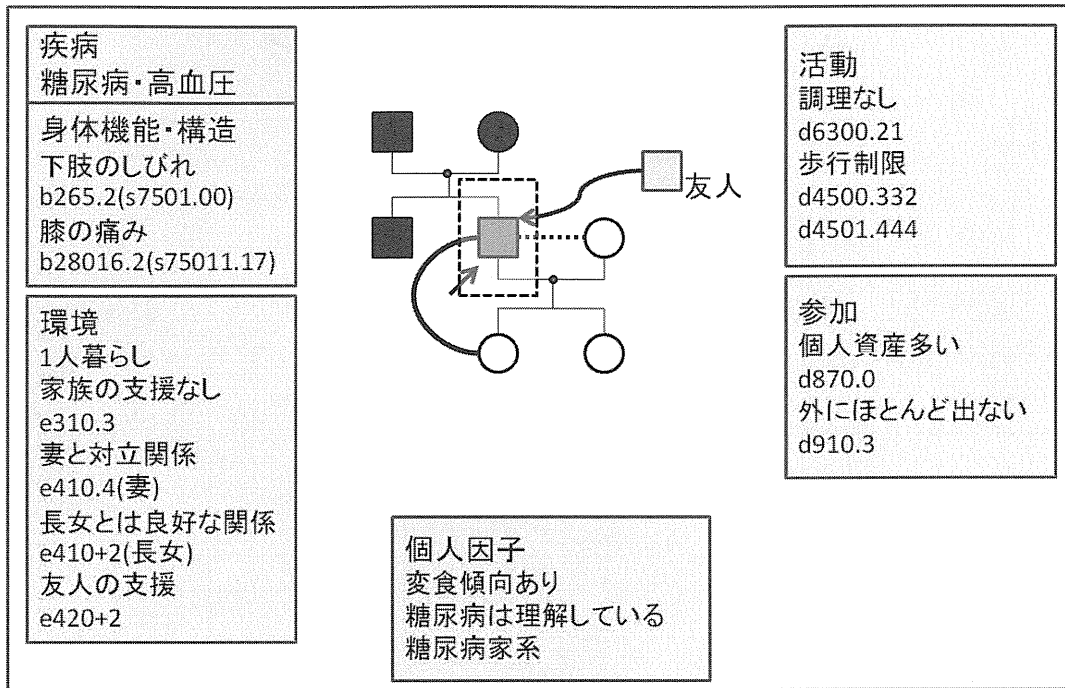 疾病
糖尿病・高血圧
身体機能・構造
下肢のしびれ
b265.2(s7501.00)
膝の痛み
b28016.2(s75011.17)
環境
1人暮らし
家族の支援なし
e310.3
妻と対立関係
e410.4(妻)
長女とは良好な関係
e410+2(長女)
友人の支援
e420+2
友人
個人因子
変食傾向あり
糖尿病は理解している
糖尿病家系
活動
調理なし
d6300.21
歩行制限
d4500.332
d4501.444
参加
個人資産多い
d870.0
外にほとんど出ない
d910.3